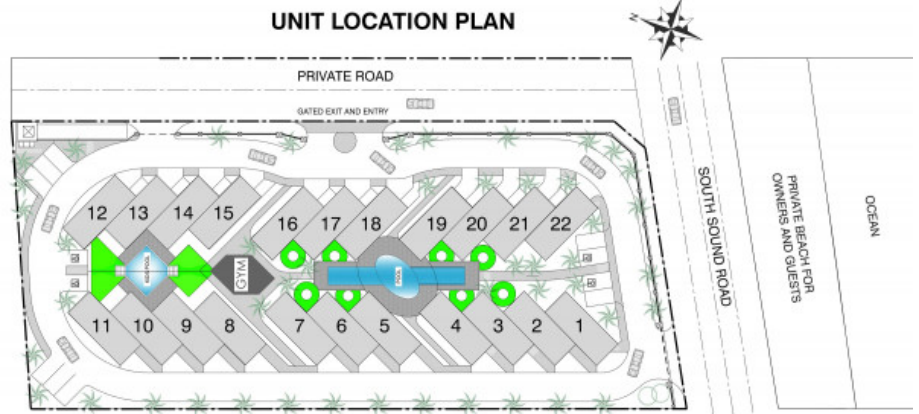 UNIT LOCATION PLAN
N
PRIVATE ROAD
GATED EXIT AND ENTRY
12 13 14 15
16 17 18
19 20 21 22
KIDS POOL
GYM
POOL
11 10 9 8
7 6 5
4 3 2 1
SOUTH SOUND ROAD
PRIVATE BEACH FOR
OWNERS AND GUESTS
OCEAN